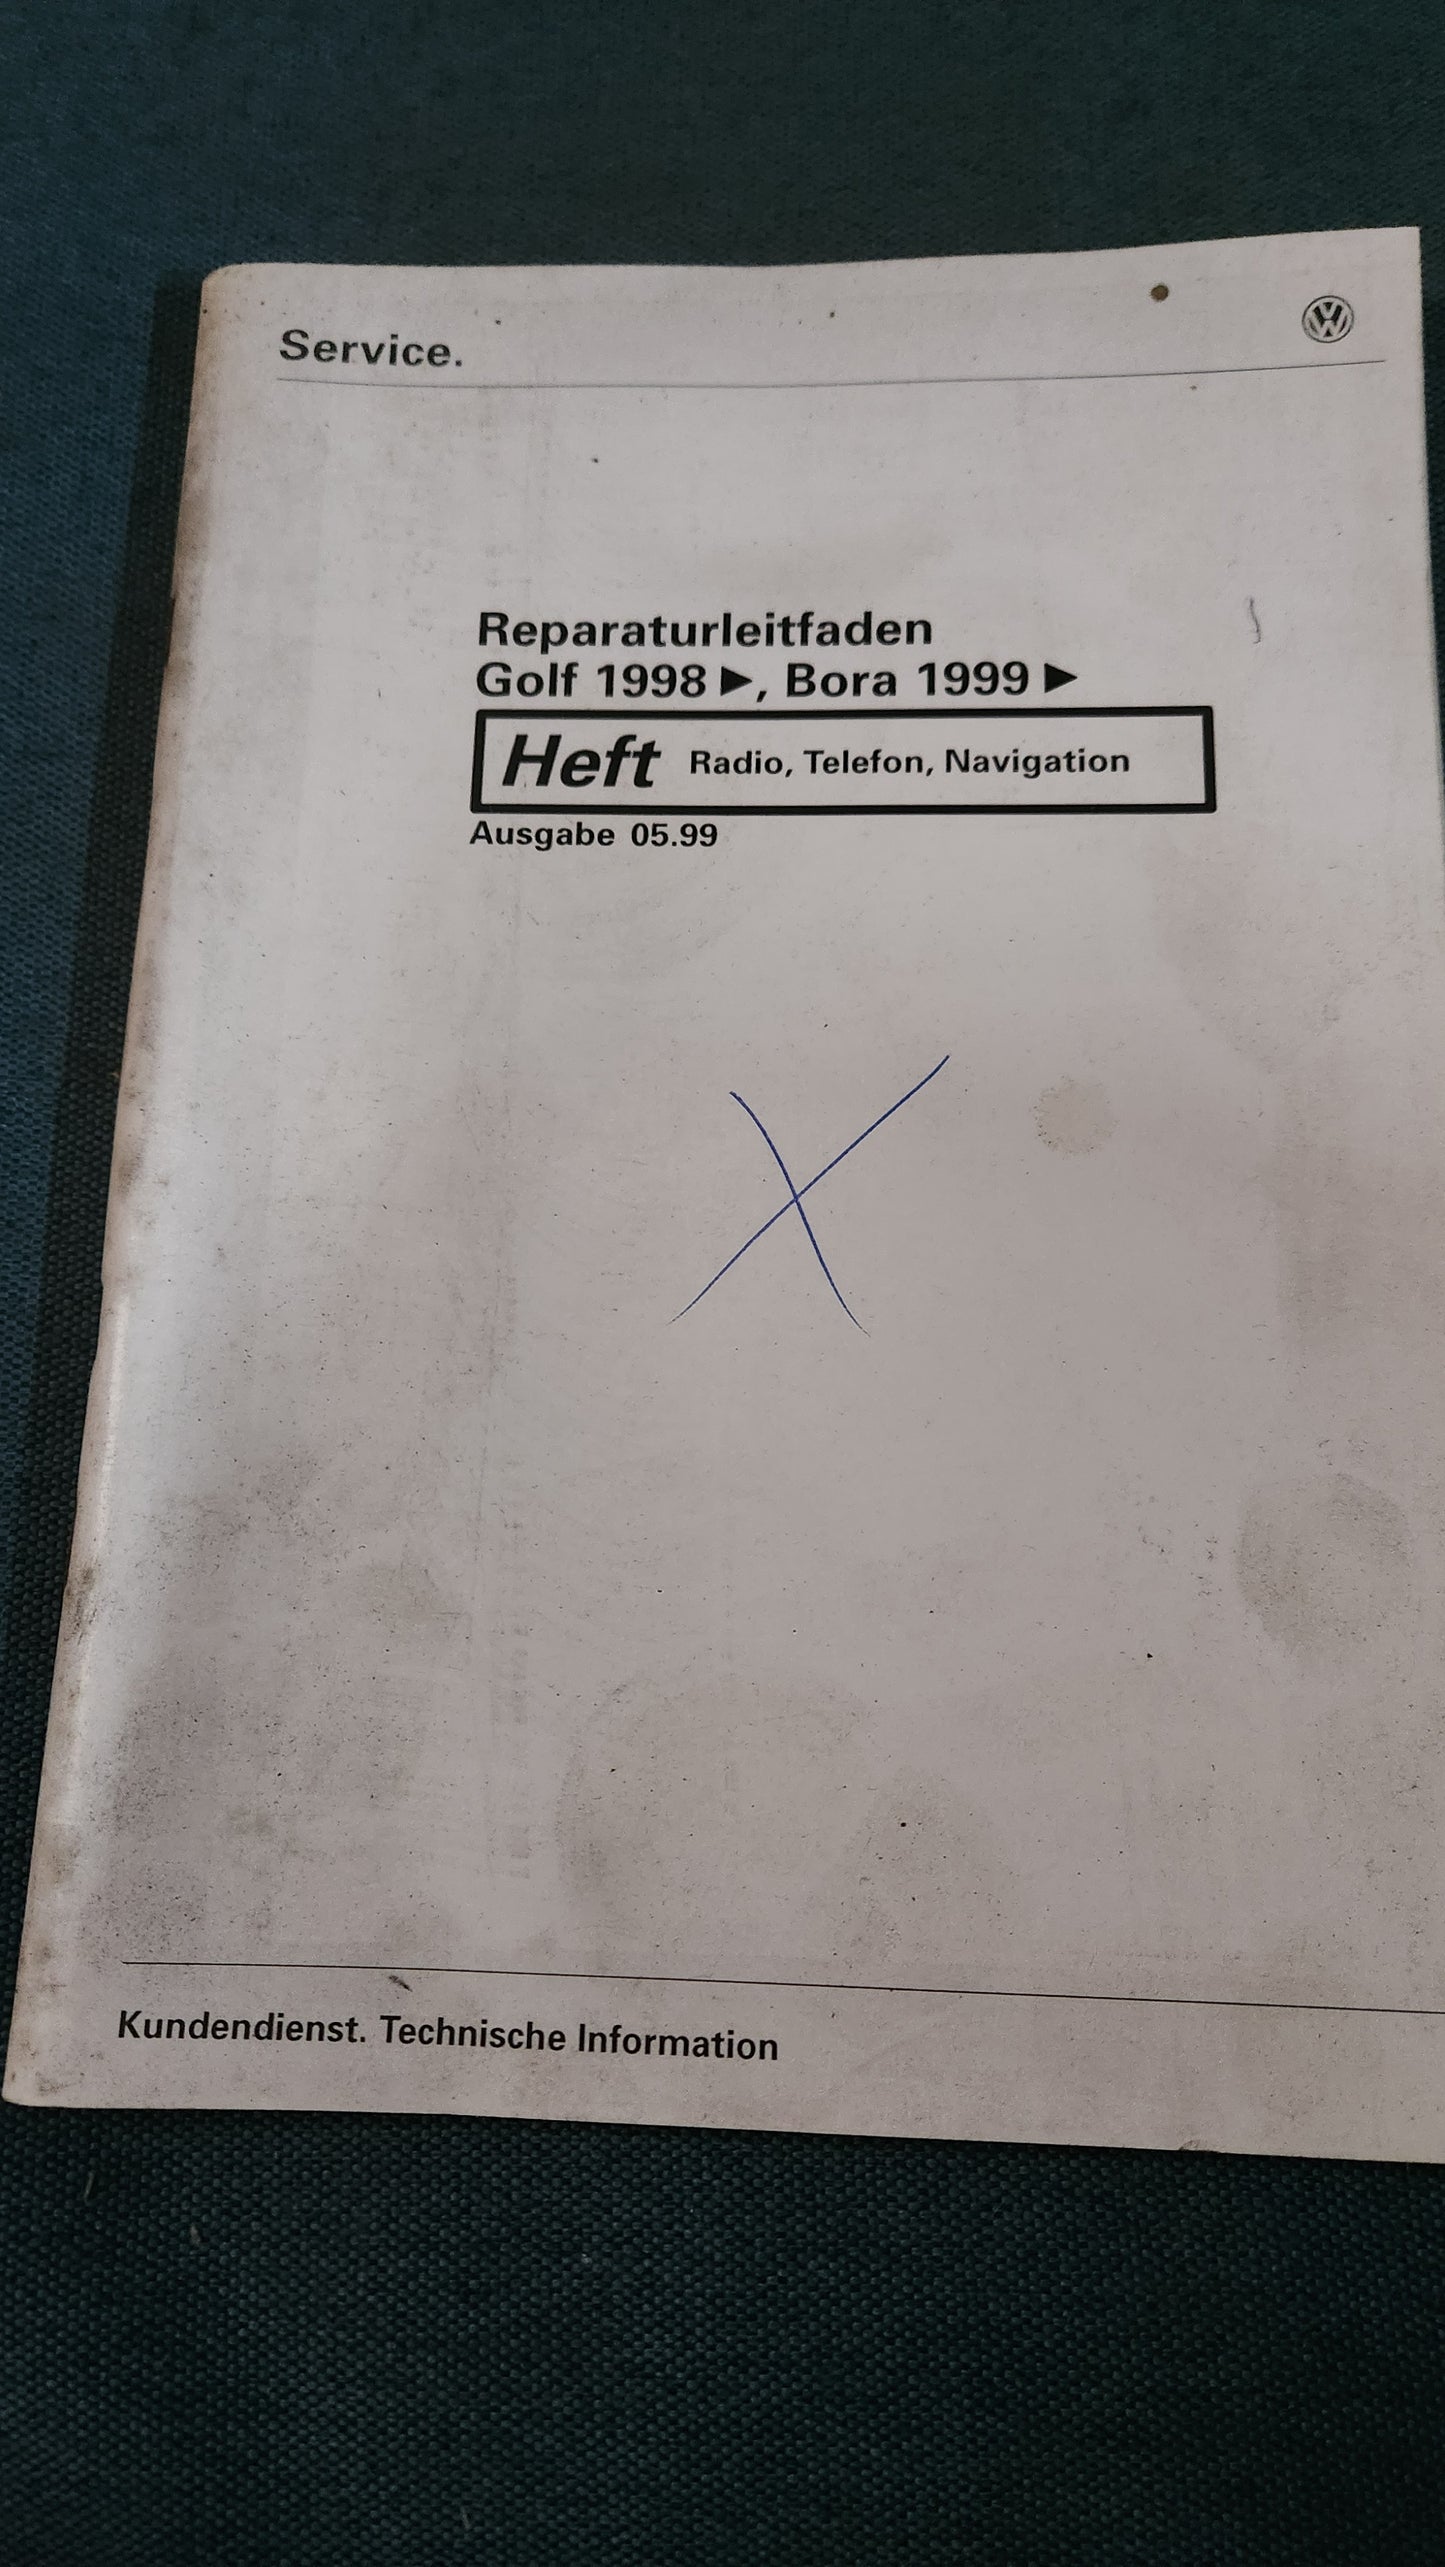 Service.
Reparaturleitfaden
Golf 1998 ►, Bora 1999 ►
Heft Radio, Telefon, Navigation
Ausgabe 05.99
X
Kundendienst. Technische Information